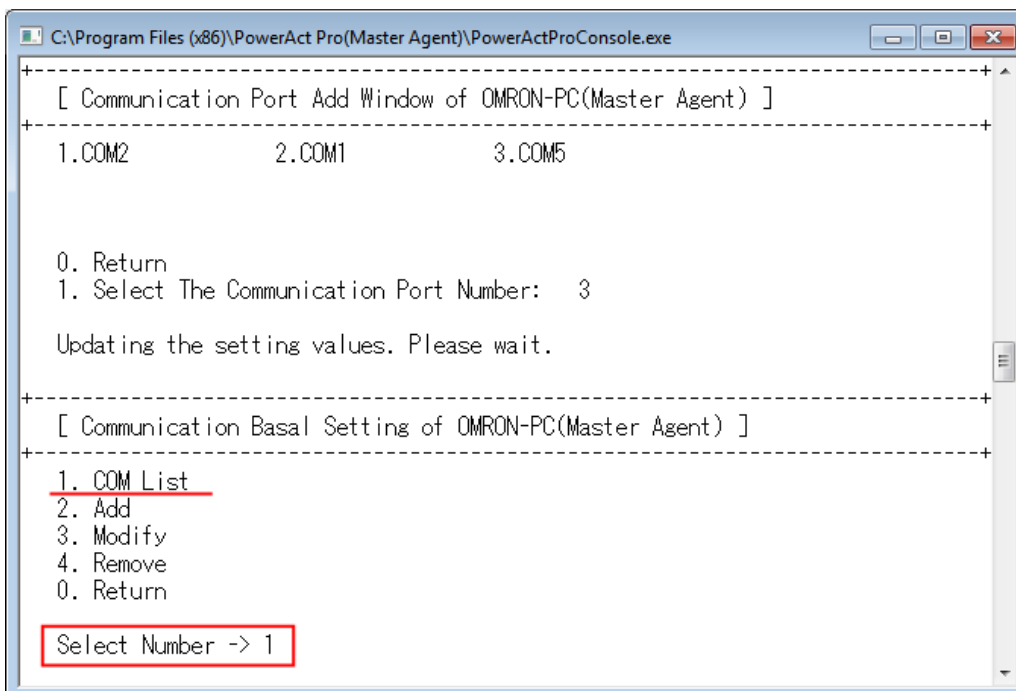 C:\Program Files (x86)\PowerAct Pro(Master Agent)\PowerActProConsole.exe
+------------------------------------------------------------------------------+
[ Communication Port Add Window of OMRON-PC(Master Agent) ]
+------------------------------------------------------------------------------+
1.COM2 2.COM1 3.COM5
0. Return
1. Select The Communication Port Number: 3
Updating the setting values. Please wait.
+------------------------------------------------------------------------------+
[ Communication Basal Setting of OMRON-PC(Master Agent) ]
+------------------------------------------------------------------------------+
1. COM List
2. Add
3. Modify
4. Remove
0. Return
Select Number -> 1